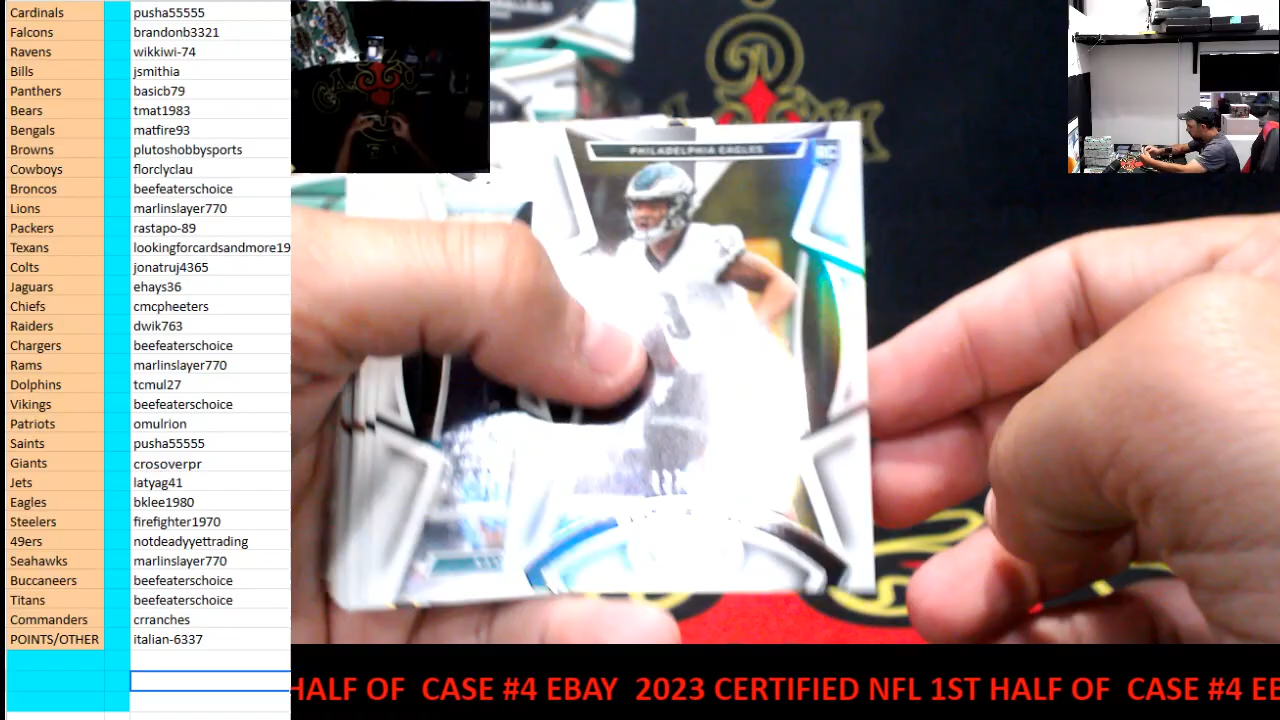 Cardinals pusha55555
Falcons brandonb3321
Ravens wikkiwi-74
Bills jsmithia
Panthers basicb79
Bears tmat1983
Bengals matfire93
Browns plutoshobbysports
Cowboys florclyclau
Broncos beefeaterschoice
Lions marlinslayer770
Packers rastapo-89
Texans lookingforcardsandmore19
Colts jonatruj4365
Jaguars ehays36
Chiefs cmcpheeters
Raiders dwik763
Chargers beefeaterschoice
Rams marlinslayer770
Dolphins tcmul27
Vikings beefeaterschoice
Patriots omulrion
Saints pusha55555
Giants crosoverpr
Jets latyag41
Eagles bklee1980
Steelers firefighter1970
49ers notdeadyyettrading
Seahawks marlinslayer770
Buccaneers beefeaterschoice
Titans beefeaterschoice
Commanders crranches
POINTS/OTHER italian-6337
PHILADELPHIA EAGLES
RC
3
HALF OF CASE #4 EBAY 2023 CERTIFIED NFL 1ST HALF OF CASE #4 EE